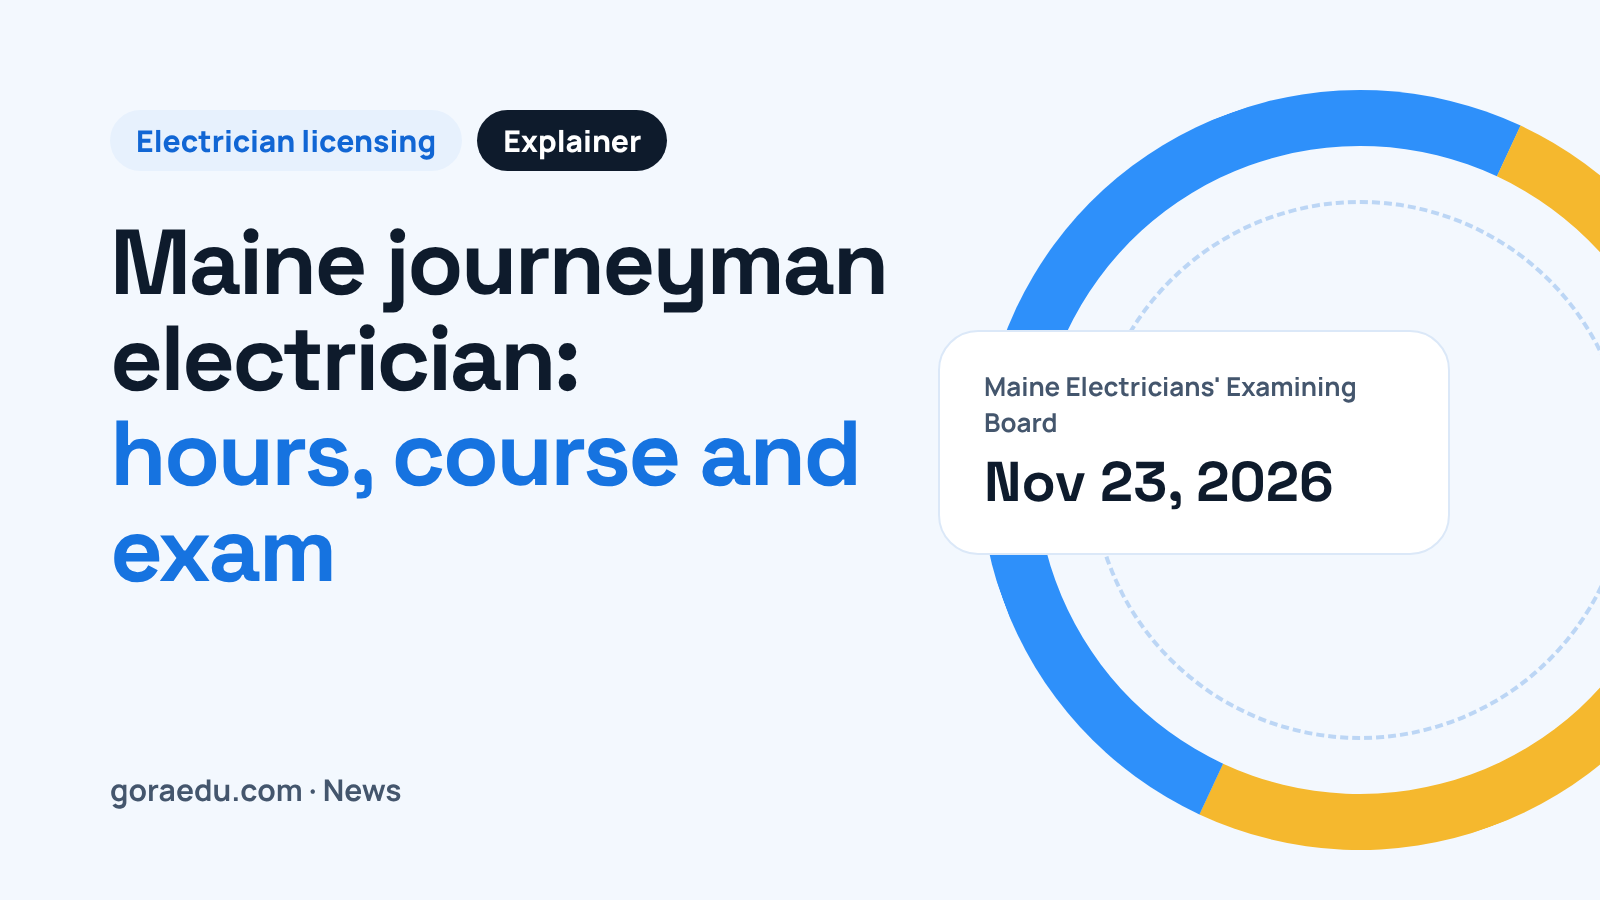 Electrician licensing
Explainer
Maine journeyman
electrician:
hours, course and
exam
Maine Electricians' Examining
Board
Nov 23, 2026
goraedu.com · News